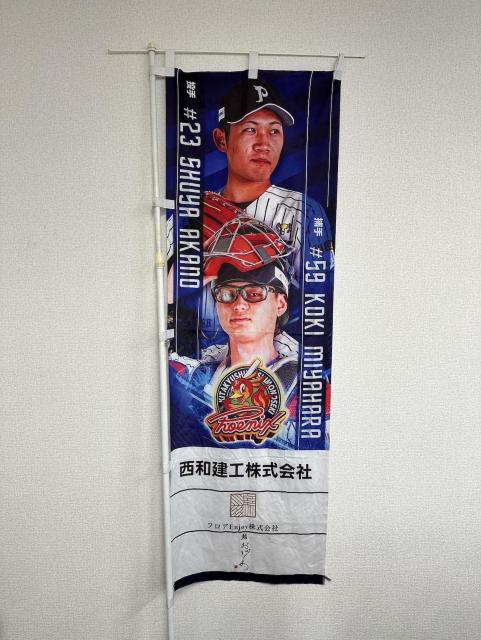 投手 #23 SHUYA AKANO
捕手 #59 KOKI MIYAHARA
P
KITAKYUSHU SHIMONOSEKI
Phoenix
西和建工株式会社
フロアEnjoy株式会社